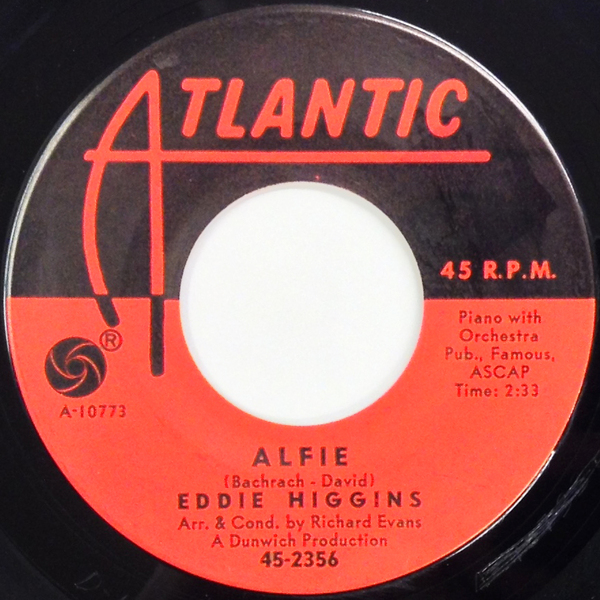 ATLANTIC
45 R.P.M.
Piano with
Orchestra
Pub., Famous,
ASCAP
Time: 2:33
®
A-10773
ALFIE
(Bachrach - David)
EDDIE HIGGINS
Arr. & Cond. by Richard Evans
A Dunwich Production
45-2356